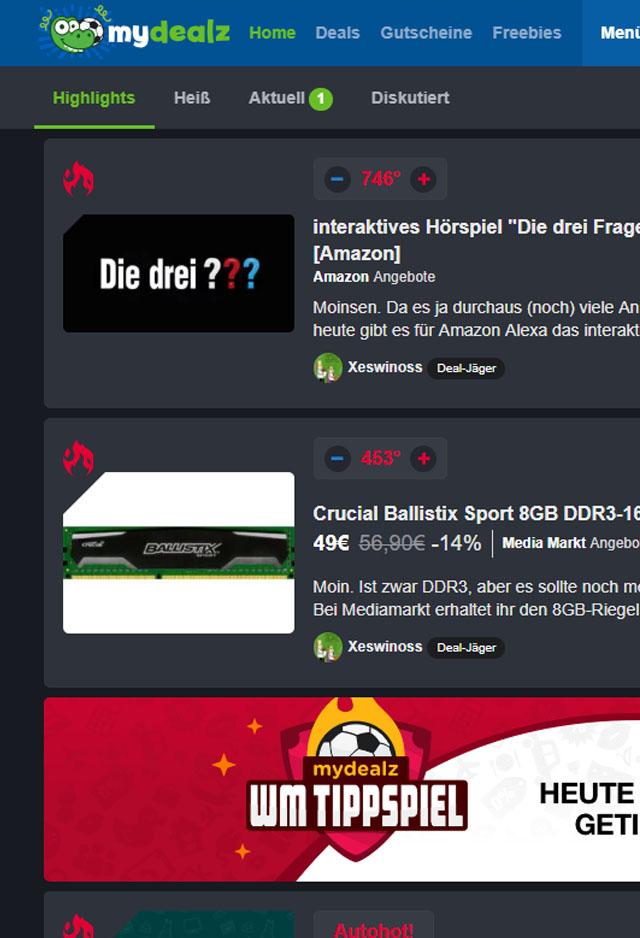 mydealz Home Deals Gutscheine Freebies Menü
Highlights Heiß Aktuell 1 Diskutiert
746°
Die drei ???
interaktives Hörspiel "Die drei Frage
[Amazon]
Amazon Angebote
Moinsen. Da es ja durchaus (noch) viele An
heute gibt es für Amazon Alexa das interakt
Xeswinoss Deal-Jäger
453°
crucial BALLISTIX SPORT
Crucial Ballistix Sport 8GB DDR3-16
49€ 56,90€ -14% Media Markt Angebo
Moin. Ist zwar DDR3, aber es sollte noch m
Bei Mediamarkt erhaltet ihr den 8GB-Riegel
Xeswinoss Deal-Jäger
mydealz
WM TIPPSPIEL
HEUTE
GETI
Autohot!